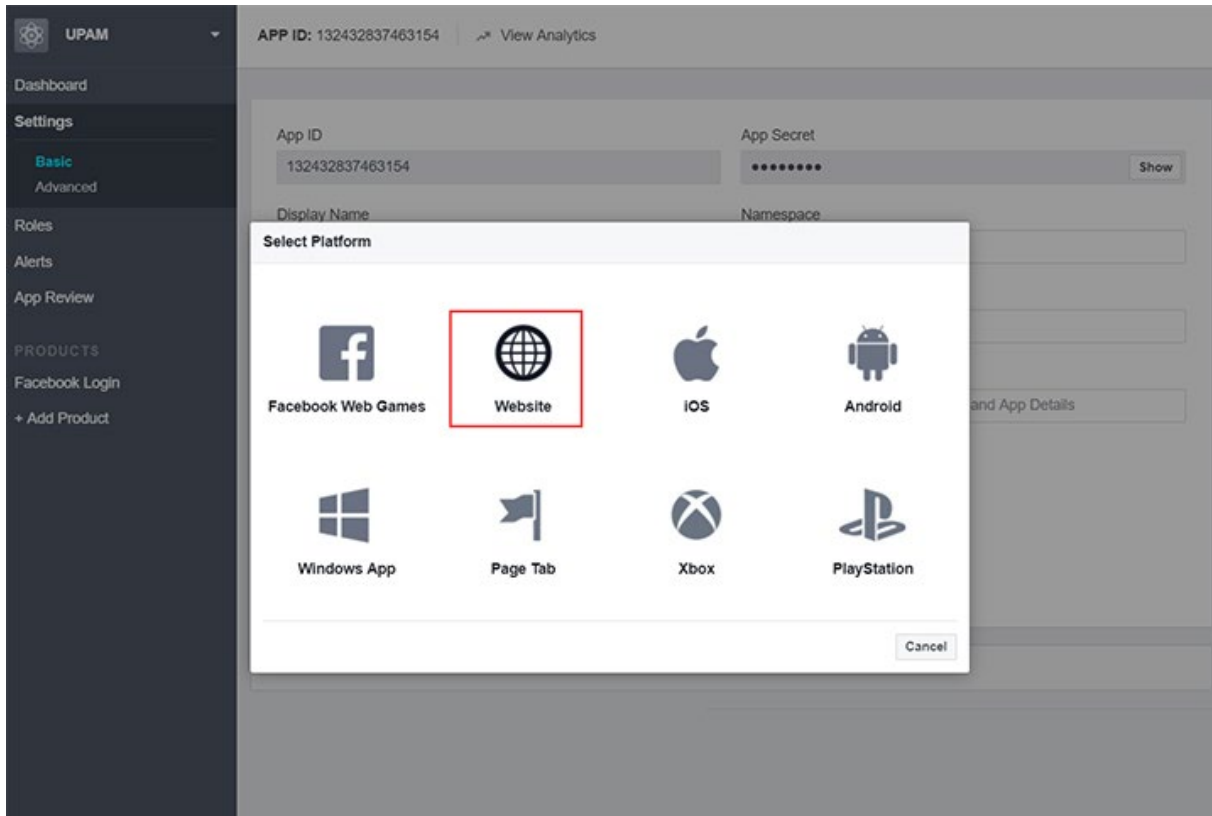 UPAM
APP ID: 132432837463154 View Analytics
Dashboard
Settings
Basic
Advanced
Roles
Alerts
App Review
PRODUCTS
Facebook Login
+ Add Product
App ID App Secret
132432837463154 •••••••• Show
Display Name Namespace
Select Platform
Facebook Web Games Website iOS Android
and App Details
Windows App Page Tab Xbox PlayStation
Cancel